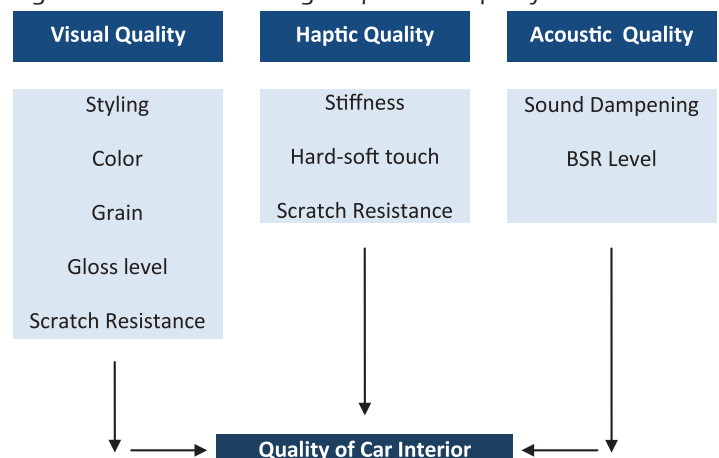 Visual Quality
Styling
Color
Grain
Gloss level
Scratch Resistance
Haptic Quality
Stiffness
Hard-soft touch
Scratch Resistance
Acoustic  Quality
Sound Dampening
BSR Level
Quality of Car Interior